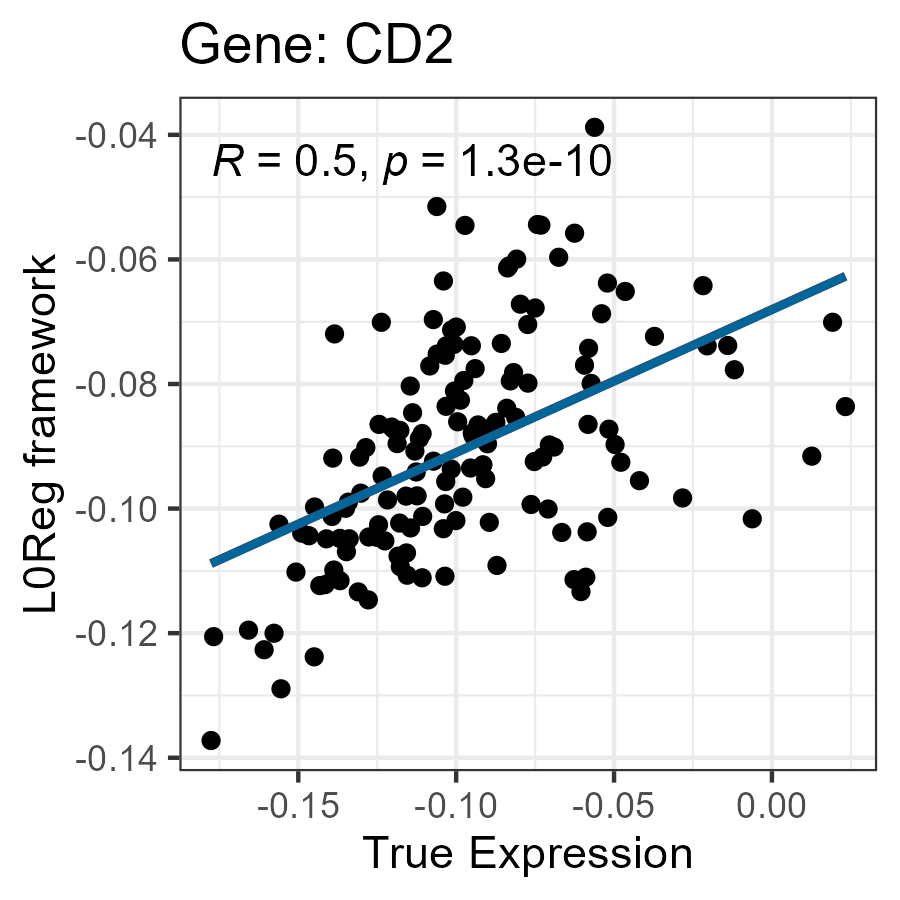 Gene: CD2
R = 0.5, p = 1.3e-10
L0Reg framework
-0.04
-0.06
-0.08
-0.10
-0.12
-0.14
-0.15 -0.10 -0.05 0.00
True Expression